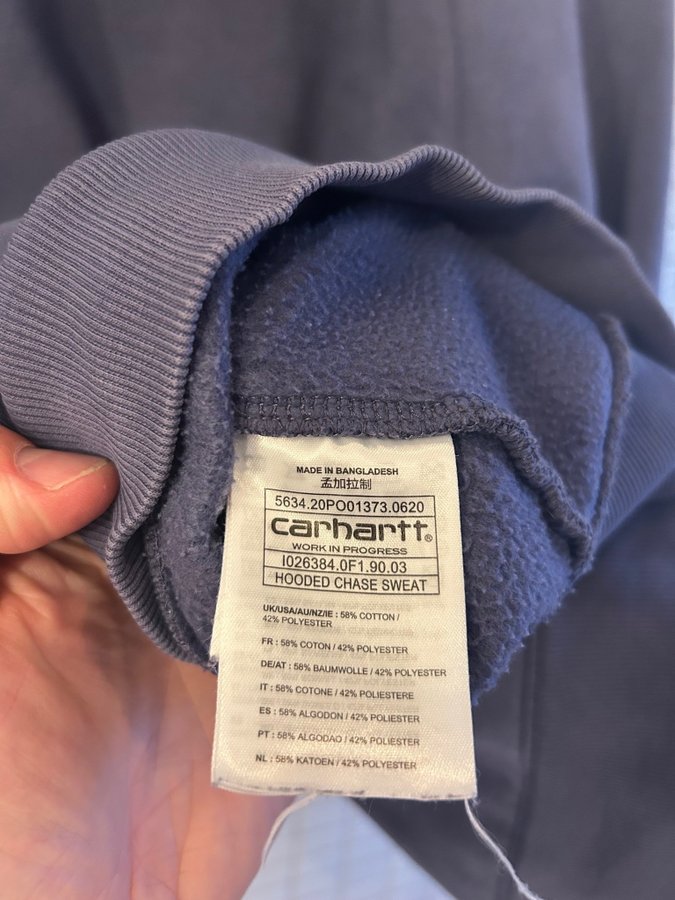 MADE IN BANGLADESH
孟加拉制
5634.20PO01373.0620
carhartt®
WORK IN PROGRESS
I026384.0F1.90.03
HOODED CHASE SWEAT
UK/USA/AU/NZ/IE : 58% COTTON /
42% POLYESTER
FR : 58% COTON / 42% POLYESTER
DE/AT : 58% BAUMWOLLE / 42% POLYESTER
IT : 58% COTONE / 42% POLIESTERE
ES : 58% ALGODON / 42% POLIESTER
PT : 58% ALGODAO / 42% POLIESTER
NL : 58% KATOEN / 42% POLYESTER